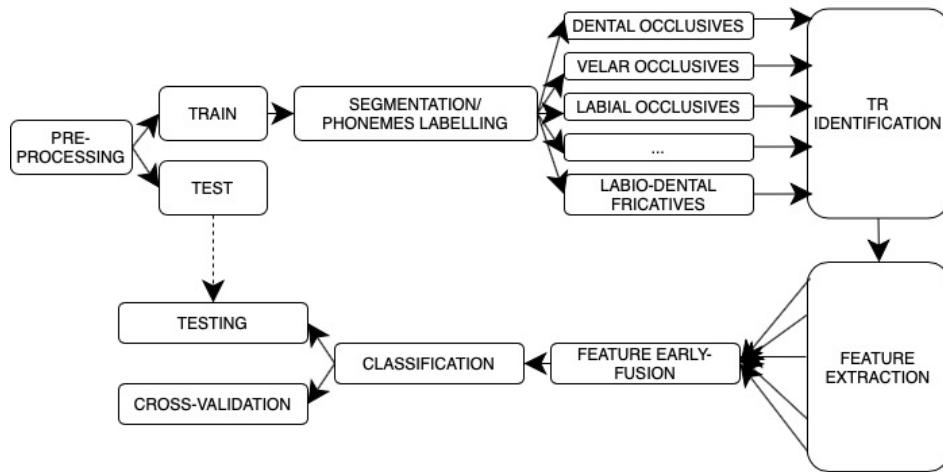 PRE-
PROCESSING
TRAIN
TEST
SEGMENTATION/
PHONEMES LABELLING
DENTAL OCCLUSIVES
VELAR OCCLUSIVES
LABIAL OCCLUSIVES
...
LABIO-DENTAL
FRICATIVES
TR
IDENTIFICATION
FEATURE
EXTRACTION
FEATURE EARLY-
FUSION
CLASSIFICATION
TESTING
CROSS-VALIDATION